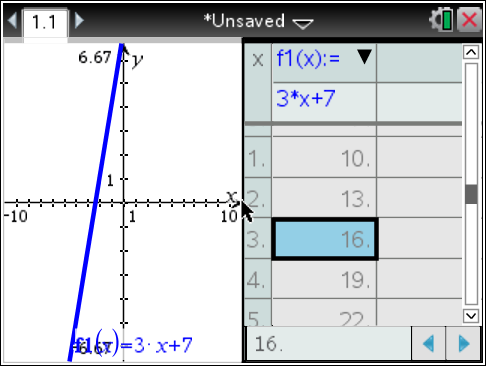 1.1
*Unsaved
6.67
y
1
x
-10
1
10
f1(x)=3·x+7
x
f1(x):=
3*x+7
1.
10.
2.
13.
3.
16.
4.
19.
5.
22.
16.